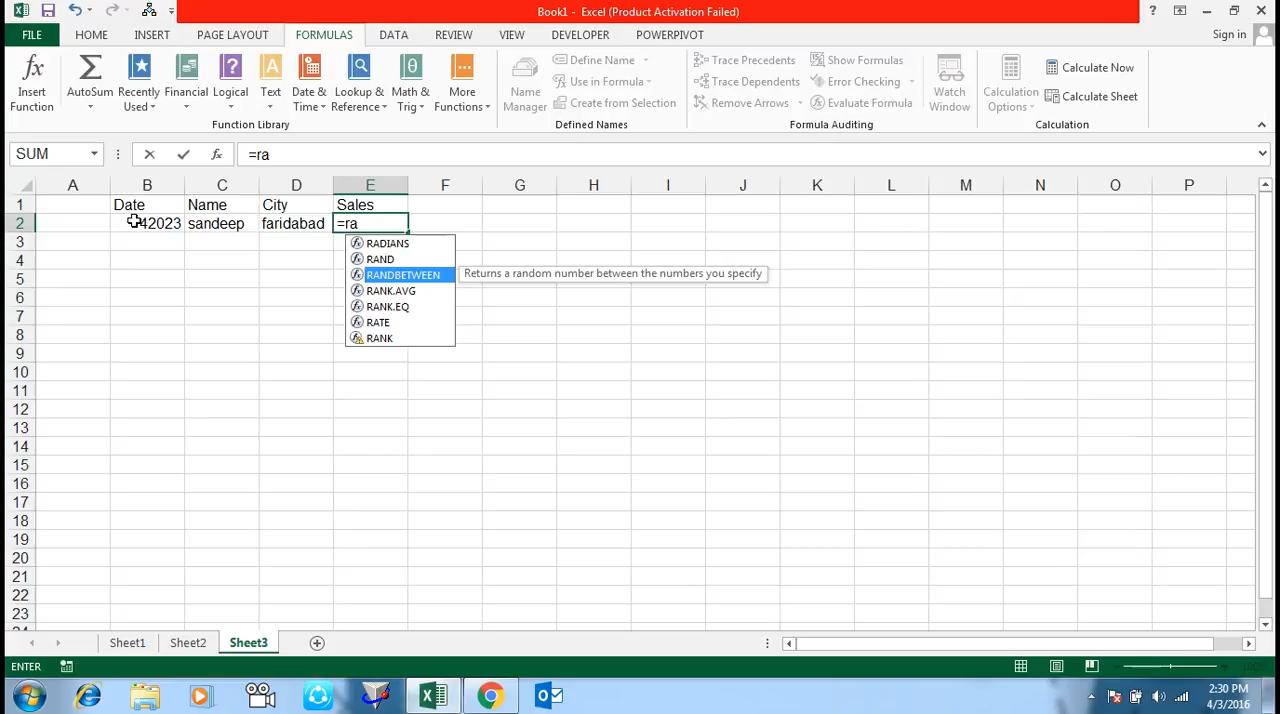 Book1 - Excel (Product Activation Failed)
FILE HOME INSERT PAGE LAYOUT FORMULAS DATA REVIEW VIEW DEVELOPER POWERPIVOT Sign in
Insert Function
AutoSum
Recently Used
Financial
Logical
Text
Date & Time
Lookup & Reference
Math & Trig
More Functions
Function Library
Name Manager
Define Name
Use in Formula
Create from Selection
Defined Names
Trace Precedents
Trace Dependents
Remove Arrows
Show Formulas
Error Checking
Evaluate Formula
Watch Window
Formula Auditing
Calculation Options
Calculate Now
Calculate Sheet
Calculation
SUM =ra
A B C D E F G H I J K L M N O P
1 Date Name City Sales
2 42023 sandeep faridabad =ra
3 RADIANS
4 RAND
5 RANDBETWEEN Returns a random number between the numbers you specify
6 RANK.AVG
7 RANK.EQ
RATE
8 RANK
9
10
11
12
13
14
15
16
17
18
19
20
21
22
23
Sheet1 Sheet2 Sheet3
ENTER
2:30 PM
4/3/2016